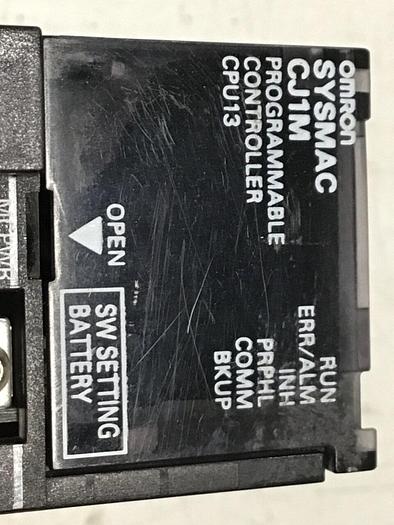 OMRON
SYSMAC
CJ1M
PROGRAMMABLE
CONTROLLER
CPU13
RUN
ERR/ALM
INH
PRPHL
COMM
BKUP
OPEN
SW SETTING
BATTERY